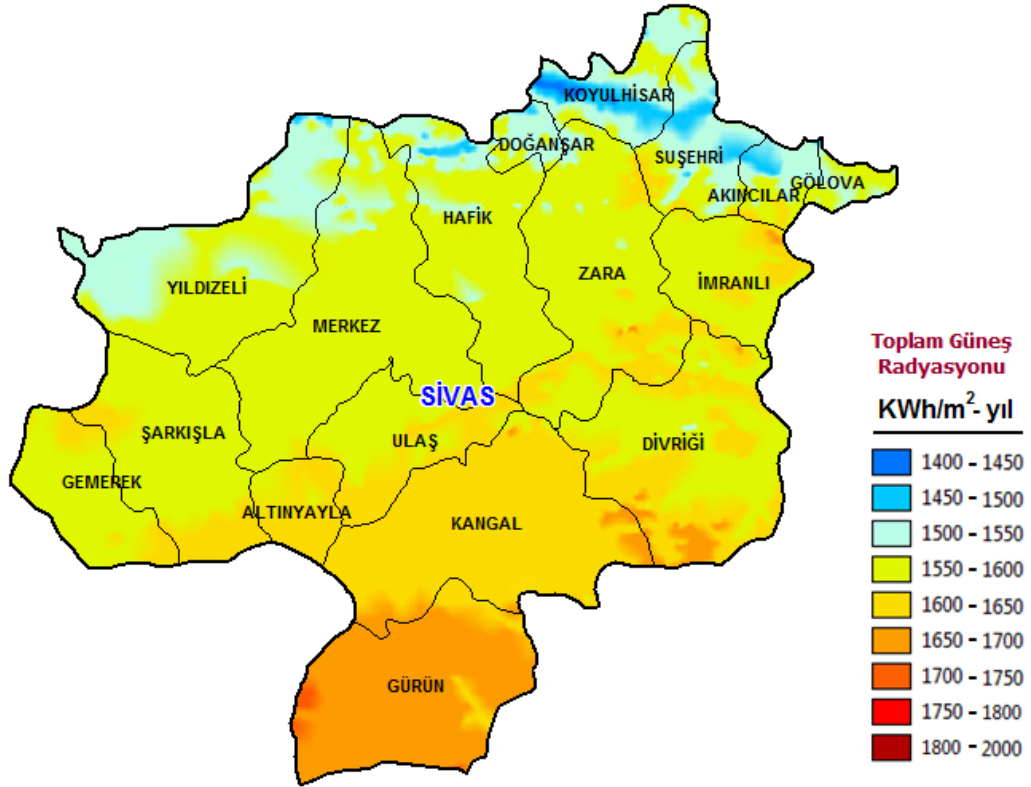 KOYULHİSAR
DOĞANŞAR
SUŞEHRİ
GÖLOVA
AKINCILAR
HAFİK
ZARA
İMRANLI
YILDIZELİ
MERKEZ
SİVAS
ŞARKIŞLA
ULAŞ
DİVRİĞİ
GEMEREK
ALTINYAYLA
KANGAL
GÜRÜN
Toplam Güneş
Radyasyonu
KWh/m²- yıl
1400 - 1450
1450 - 1500
1500 - 1550
1550 - 1600
1600 - 1650
1650 - 1700
1700 - 1750
1750 - 1800
1800 - 2000